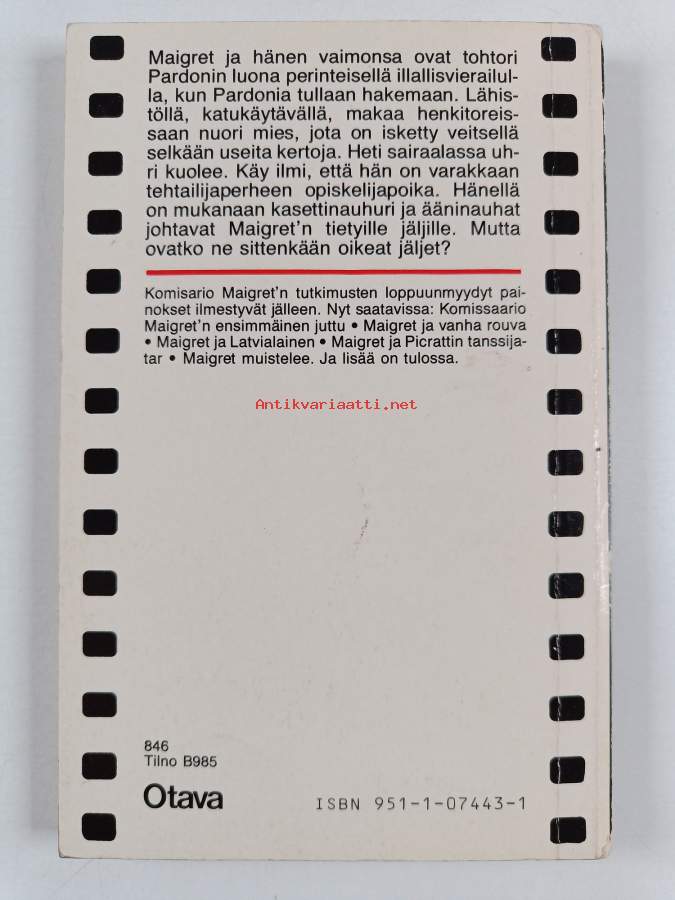 Maigret ja hänen vaimonsa ovat tohtori
Pardonin luona perinteisellä illallisvierailul-
la, kun Pardonia tullaan hakemaan. Lähis-
töllä, katukäytävällä, makaa henkitoreis-
saan nuori mies, jota on isketty veitsellä
selkään useita kertoja. Heti sairaalassa uh-
ri kuolee. Käy ilmi, että hän on varakkaan
tehtailijaperheen opiskelijapoika. Hänellä
on mukanaan kasettinauhuri ja ääninauhat
johtavat Maigret'n tietyille jäljille. Mutta
ovatko ne sittenkään oikeat jäljet?
Komisario Maigret'n tutkimusten loppuunmyydyt pai-
nokset ilmestyvät jälleen. Nyt saatavissa: Komissaario
Maigret'n ensimmäinen juttu • Maigret ja vanha rouva
• Maigret ja Latvialainen • Maigret ja Picrattin tanssija-
tar • Maigret muistelee. Ja lisää on tulossa.
Antikvariaatti.net
846
Tilno B985
Otava
ISBN 951-1-07443-1